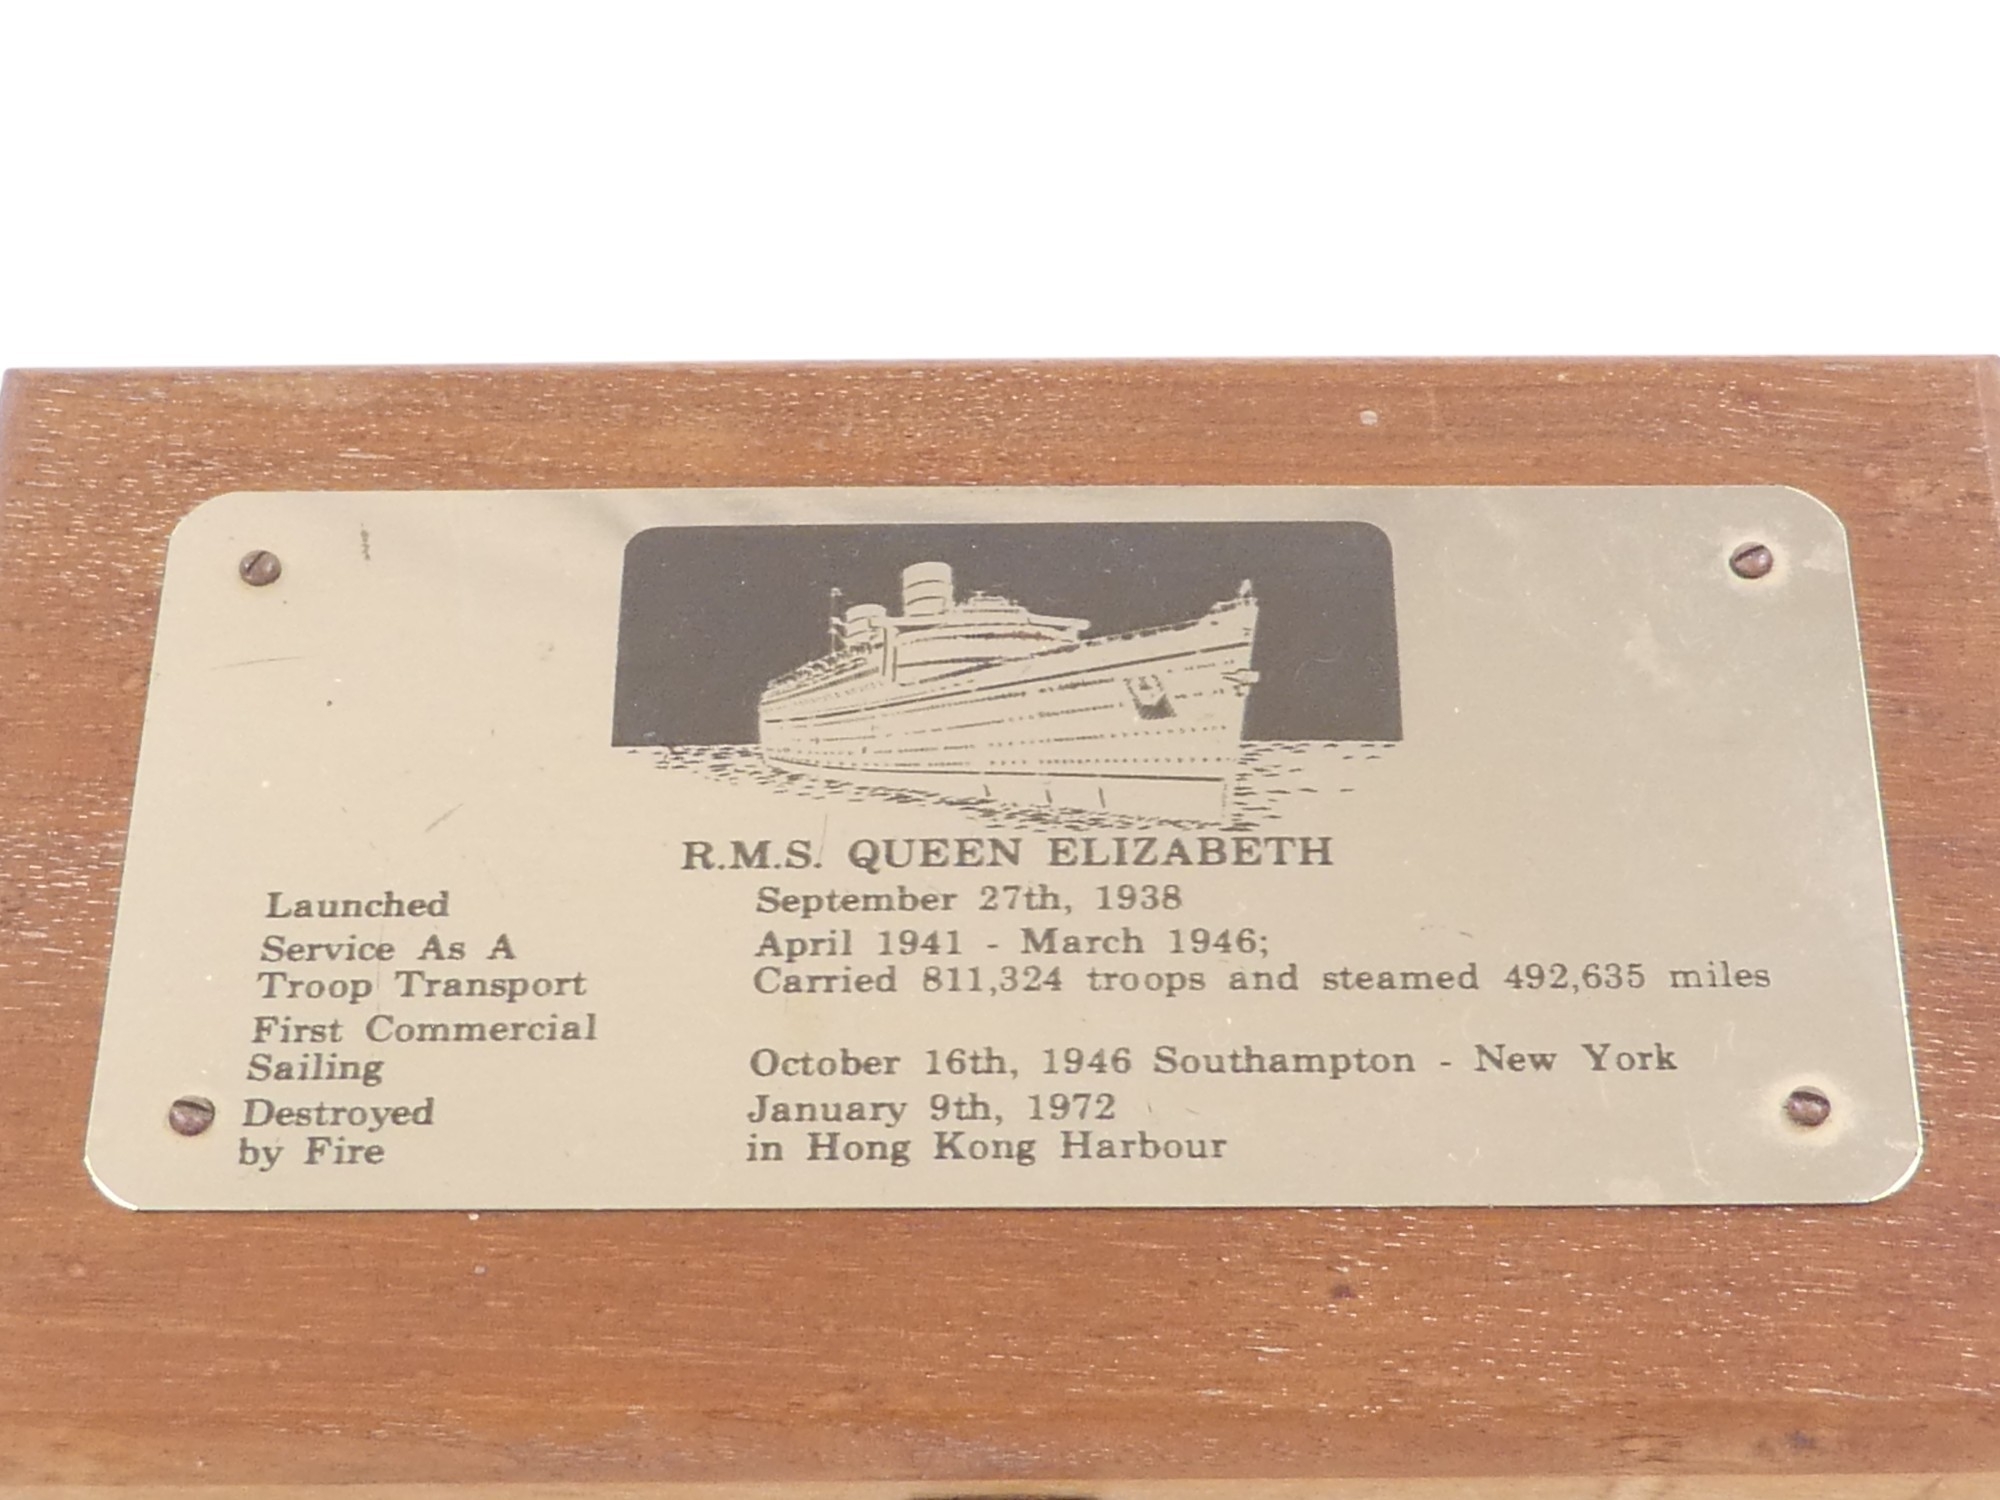 R.M.S. QUEEN ELIZABETH
Launched September 27th, 1938
Service As A April 1941 - March 1946;
Troop Transport Carried 811,324 troops and steamed 492,635 miles
First Commercial
Sailing October 16th, 1946 Southampton - New York
Destroyed January 9th, 1972
by Fire in Hong Kong Harbour